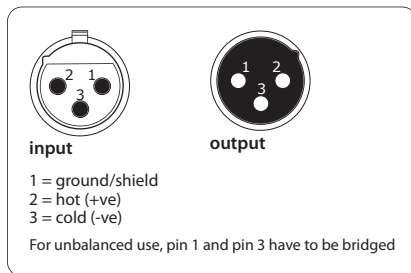 2 1
3
1 2
3
input
output
1 = ground/shield
2 = hot (+ve)
3 = cold (-ve)
For unbalanced use, pin 1 and pin 3 have to be bridged